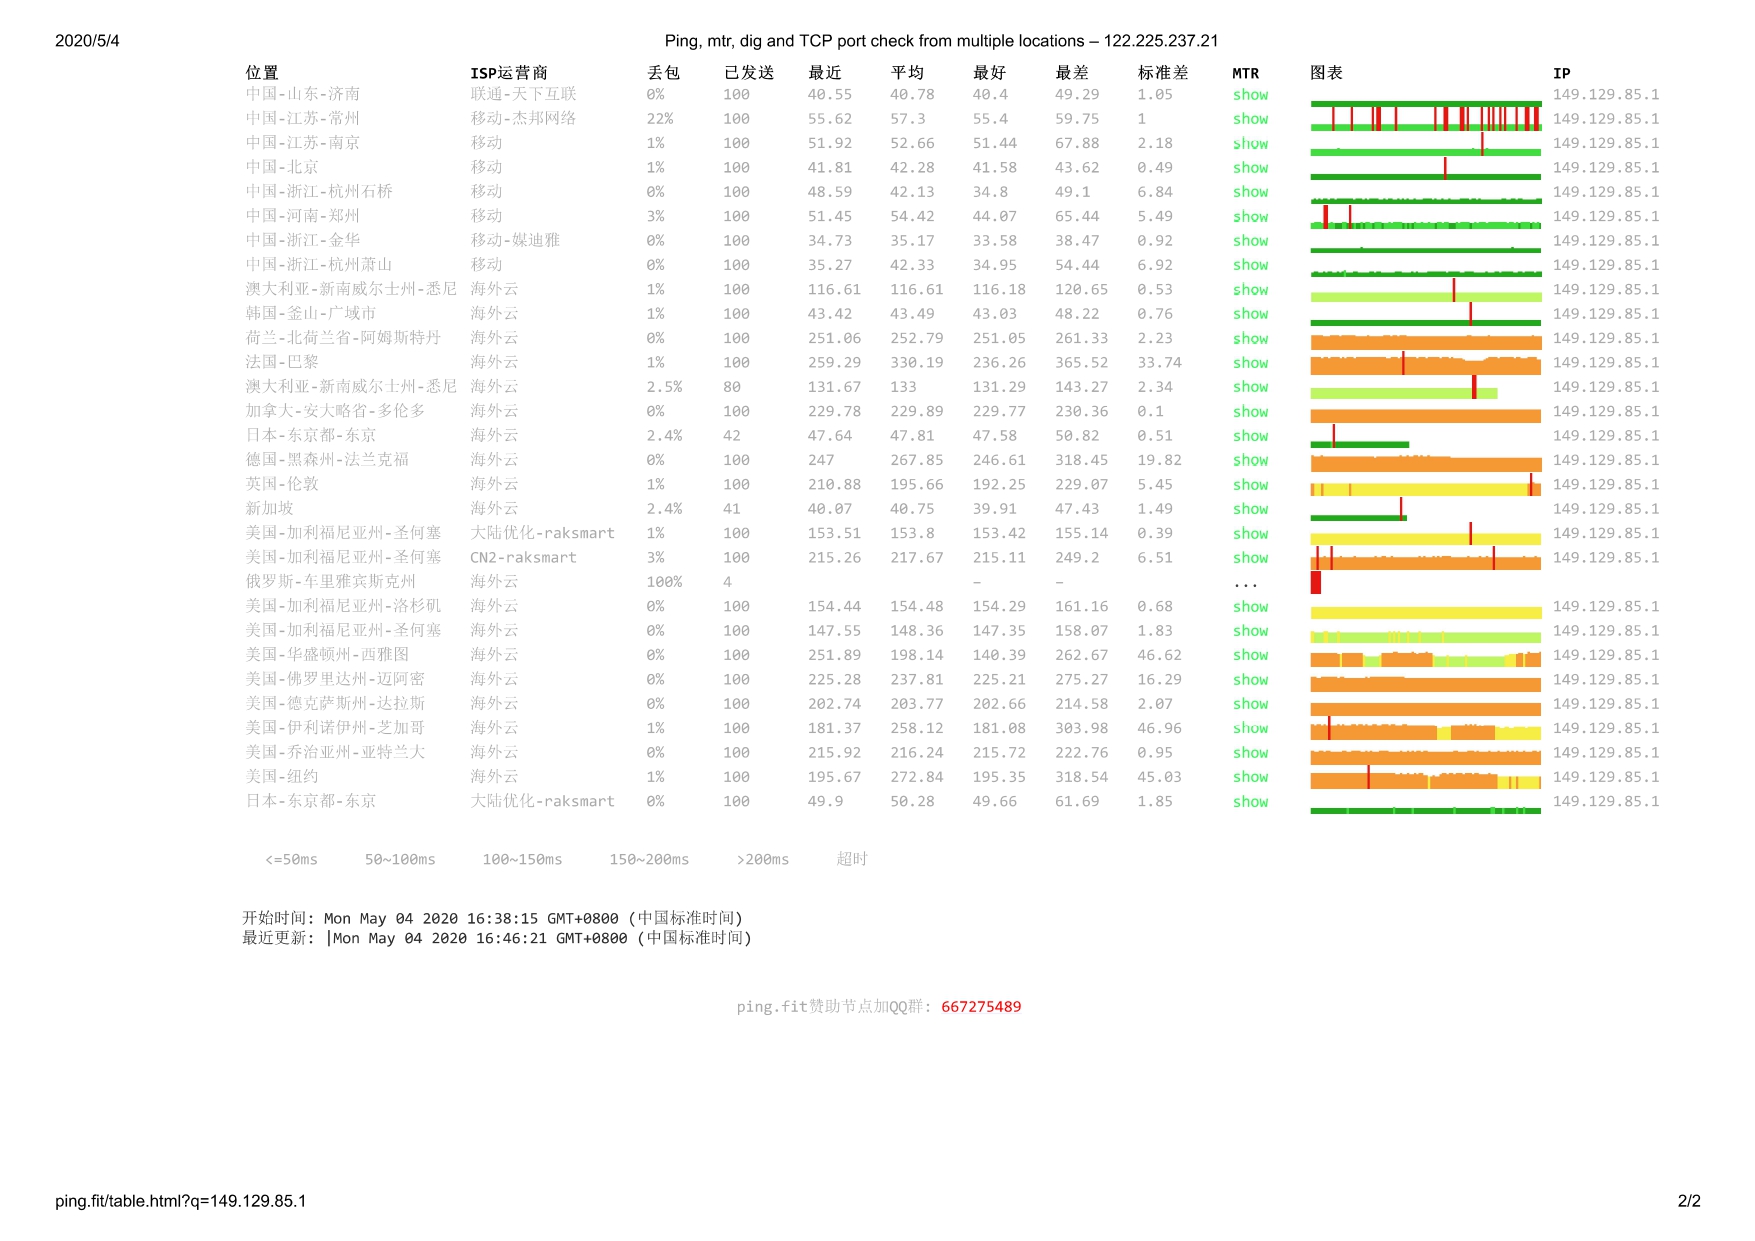 2020/5/4 Ping, mtr, dig and TCP port check from multiple locations – 122.225.237.21
位置 ISP运营商 丢包 已发送 最近 平均 最好 最差 标准差 MTR 图表 IP
中国-山东-济南 联通-天下互联 0% 100 40.55 40.78 40.4 49.29 1.05 show 149.129.85.1
中国-江苏-常州 移动-杰邦网络 22% 100 55.62 57.3 55.4 59.75 1 show 149.129.85.1
中国-江苏-南京 移动 1% 100 51.92 52.66 51.44 67.88 2.18 show 149.129.85.1
中国-北京 移动 1% 100 41.81 42.28 41.58 43.62 0.49 show 149.129.85.1
中国-浙江-杭州石桥 移动 0% 100 48.59 42.13 34.8 49.1 6.84 show 149.129.85.1
中国-河南-郑州 移动 3% 100 51.45 54.42 44.07 65.44 5.49 show 149.129.85.1
中国-浙江-金华 移动-媒迪雅 0% 100 34.73 35.17 33.58 38.47 0.92 show 149.129.85.1
中国-浙江-杭州萧山 移动 0% 100 35.27 42.33 34.95 54.44 6.92 show 149.129.85.1
澳大利亚-新南威尔士州-悉尼 海外云 1% 100 116.61 116.61 116.18 120.65 0.53 show 149.129.85.1
韩国-釜山-广域市 海外云 1% 100 43.42 43.49 43.03 48.22 0.76 show 149.129.85.1
荷兰-北荷兰省-阿姆斯特丹 海外云 0% 100 251.06 252.79 251.05 261.33 2.23 show 149.129.85.1
法国-巴黎 海外云 1% 100 259.29 330.19 236.26 365.52 33.74 show 149.129.85.1
澳大利亚-新南威尔士州-悉尼 海外云 2.5% 80 131.67 133 131.29 143.27 2.34 show 149.129.85.1
加拿大-安大略省-多伦多 海外云 0% 100 229.78 229.89 229.77 230.36 0.1 show 149.129.85.1
日本-东京都-东京 海外云 2.4% 42 47.64 47.81 47.58 50.82 0.51 show 149.129.85.1
德国-黑森州-法兰克福 海外云 0% 100 247 267.85 246.61 318.45 19.82 show 149.129.85.1
英国-伦敦 海外云 1% 100 210.88 195.66 192.25 229.07 5.45 show 149.129.85.1
新加坡 海外云 2.4% 41 40.07 40.75 39.91 47.43 1.49 show 149.129.85.1
美国-加利福尼亚州-圣何塞 大陆优化-raksmart 1% 100 153.51 153.8 153.42 155.14 0.39 show 149.129.85.1
美国-加利福尼亚州-圣何塞 CN2-raksmart 3% 100 215.26 217.67 215.11 249.2 6.51 show 149.129.85.1
俄罗斯-车里雅宾斯克州 海外云 100% 4 – – ...
美国-加利福尼亚州-洛杉矶 海外云 0% 100 154.44 154.48 154.29 161.16 0.68 show 149.129.85.1
美国-加利福尼亚州-圣何塞 海外云 0% 100 147.55 148.36 147.35 158.07 1.83 show 149.129.85.1
美国-华盛顿州-西雅图 海外云 0% 100 251.89 198.14 140.39 262.67 46.62 show 149.129.85.1
美国-佛罗里达州-迈阿密 海外云 0% 100 225.28 237.81 225.21 275.27 16.29 show 149.129.85.1
美国-德克萨斯州-达拉斯 海外云 0% 100 202.74 203.77 202.66 214.58 2.07 show 149.129.85.1
美国-伊利诺伊州-芝加哥 海外云 1% 100 181.37 258.12 181.08 303.98 46.96 show 149.129.85.1
美国-乔治亚州-亚特兰大 海外云 0% 100 215.92 216.24 215.72 222.76 0.95 show 149.129.85.1
美国-纽约 海外云 1% 100 195.67 272.84 195.35 318.54 45.03 show 149.129.85.1
日本-东京都-东京 大陆优化-raksmart 0% 100 49.9 50.28 49.66 61.69 1.85 show 149.129.85.1
<=50ms 50~100ms 100~150ms 150~200ms >200ms 超时
开始时间: Mon May 04 2020 16:38:15 GMT+0800 (中国标准时间)
最近更新: |Mon May 04 2020 16:46:21 GMT+0800 (中国标准时间)
ping.fit赞助节点加QQ群: 667275489
ping.fit/table.html?q=149.129.85.1 2/2